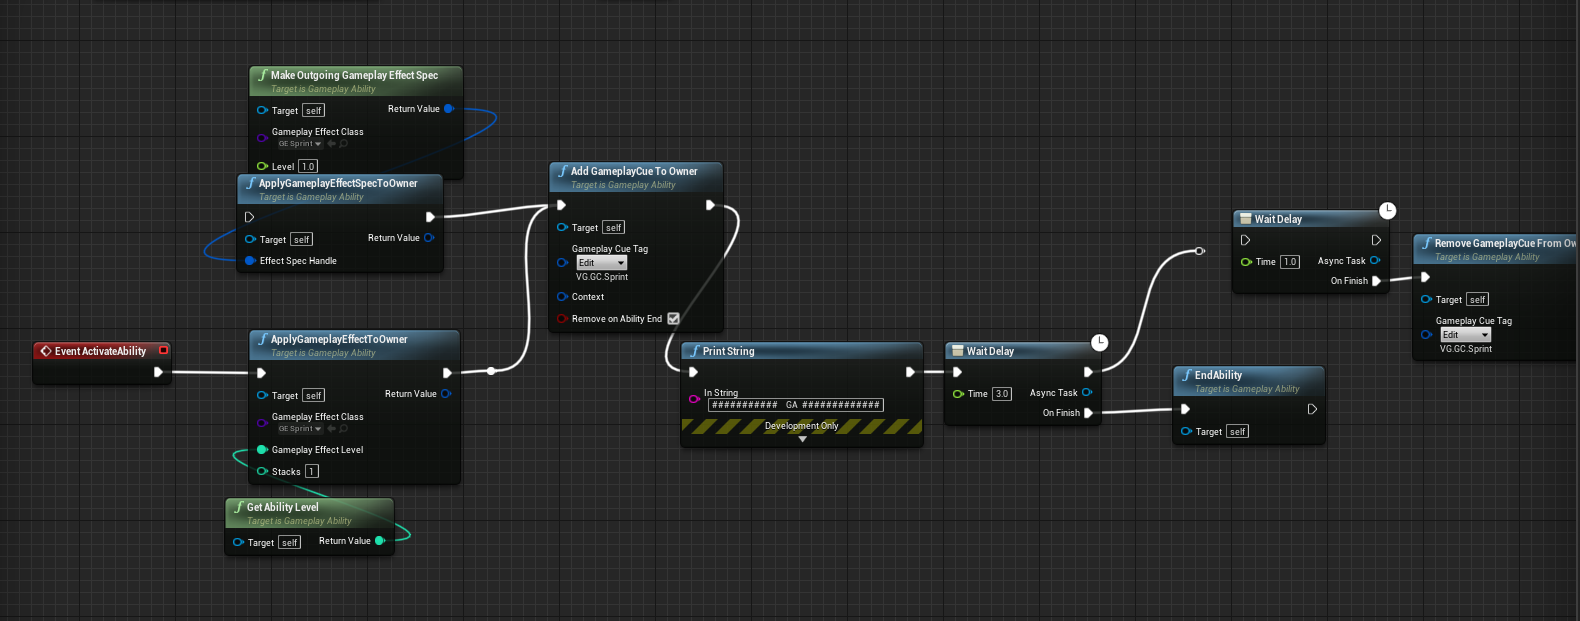 Make Outgoing Gameplay Effect Spec
Target is Gameplay Ability
Target self
Return Value
Gameplay Effect Class
GE Sprint
Level 1.0
ApplyGameplayEffectSpecToOwner
Target is Gameplay Ability
Target self
Return Value
Effect Spec Handle
Add GameplayCue To Owner
Target is Gameplay Ability
Target self
Gameplay Cue Tag
Edit
VG.GC.Sprint
Context
Remove on Ability End
Event ActivateAbility
ApplyGameplayEffectToOwner
Target is Gameplay Ability
Target self
Return Value
Gameplay Effect Class
GE Sprint
Gameplay Effect Level
Stacks 1
Get Ability Level
Target is Gameplay Ability
Target self
Return Value
Print String
In String
########### GA #############
Development Only
Wait Delay
Time 3.0
Async Task
On Finish
EndAbility
Target is Gameplay Ability
Target self
Wait Delay
Time 1.0
Async Task
On Finish
Remove GameplayCue From Ow
Target is Gameplay Ability
Target self
Gameplay Cue Tag
Edit
VG.GC.Sprint